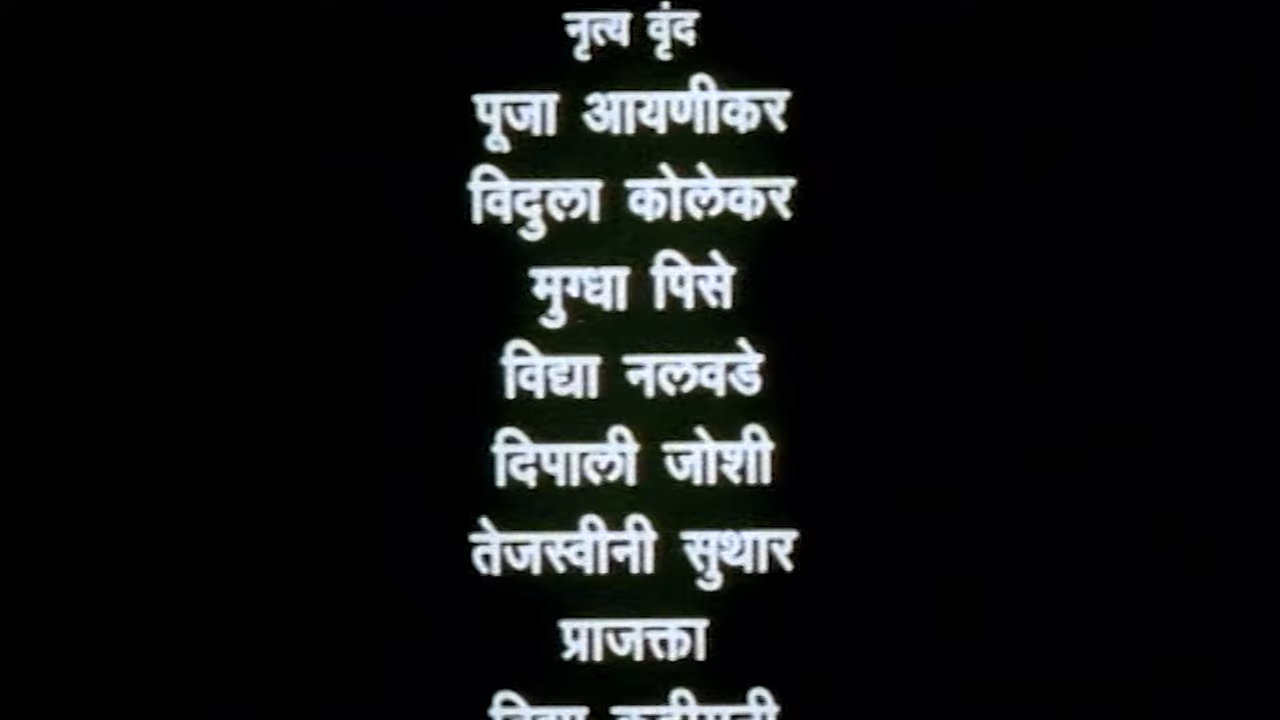 नृत्य वृंद
पूजा आयणीकर
विदुला कोलेकर
मुग्धा पिसे
विद्या नलवडे
दिपाली जोशी
तेजस्वीनी सुथार
प्राजक्ता